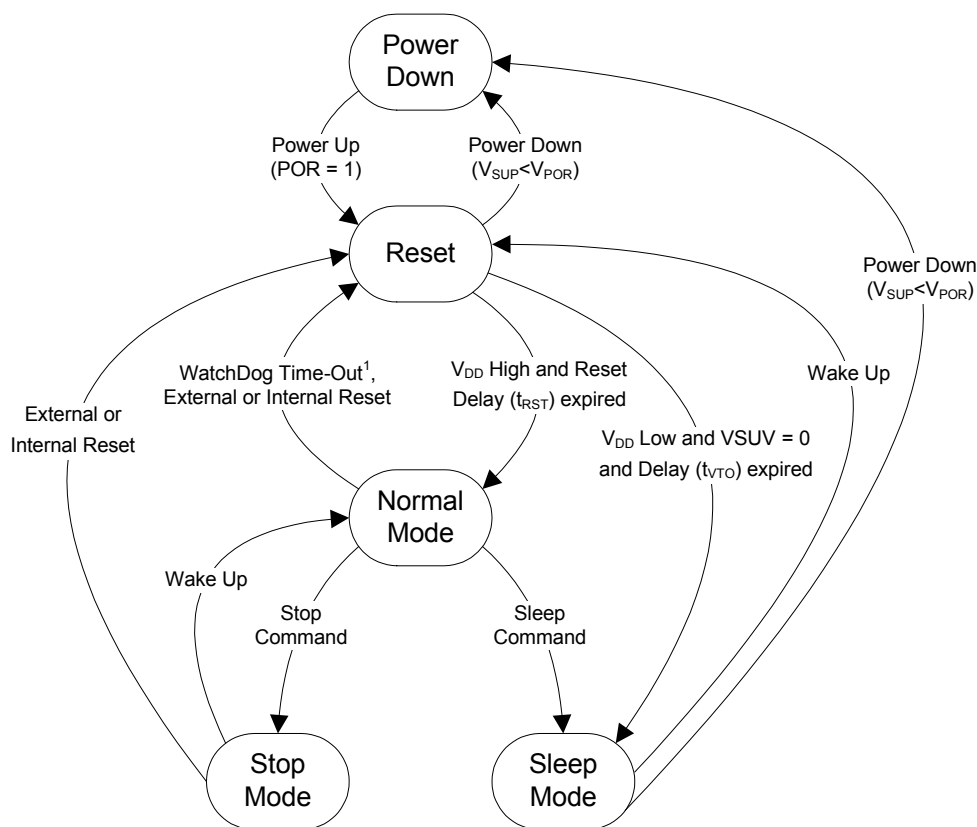 Power
Down
Power Up
(POR = 1)
Power Down
(VSUP<VPOR)
Reset
Power Down
(VSUP<VPOR)
WatchDog Time-Out1,
External or Internal Reset
VDD High and Reset
Delay (tRST) expired
Wake Up
External or
Internal Reset
VDD Low and VSUV = 0
and Delay (tVTO) expired
Normal
Mode
Wake Up
Stop
Command
Sleep
Command
Stop
Mode
Sleep
Mode